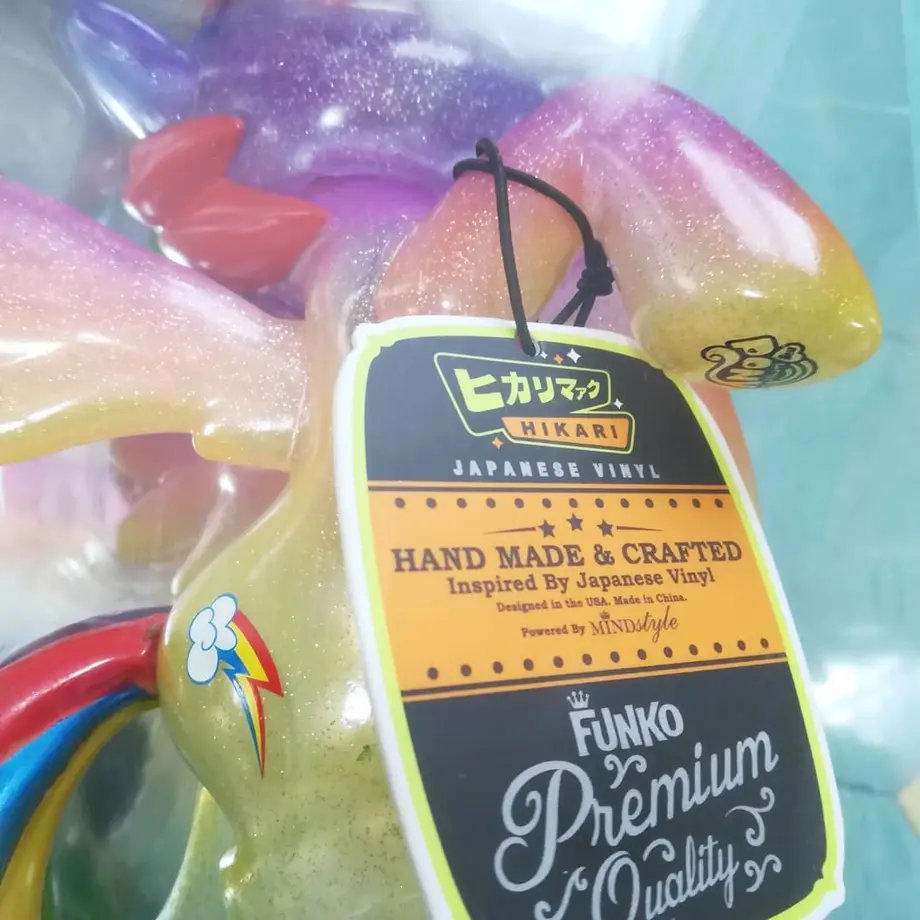 ヒカリマァク
HIKARI
JAPANESE VINYL
HAND MADE & CRAFTED
Inspired By Japanese Vinyl
Designed in the USA. Made in China.
Powered By MINDstyle
FUNKO
Premium
Quality